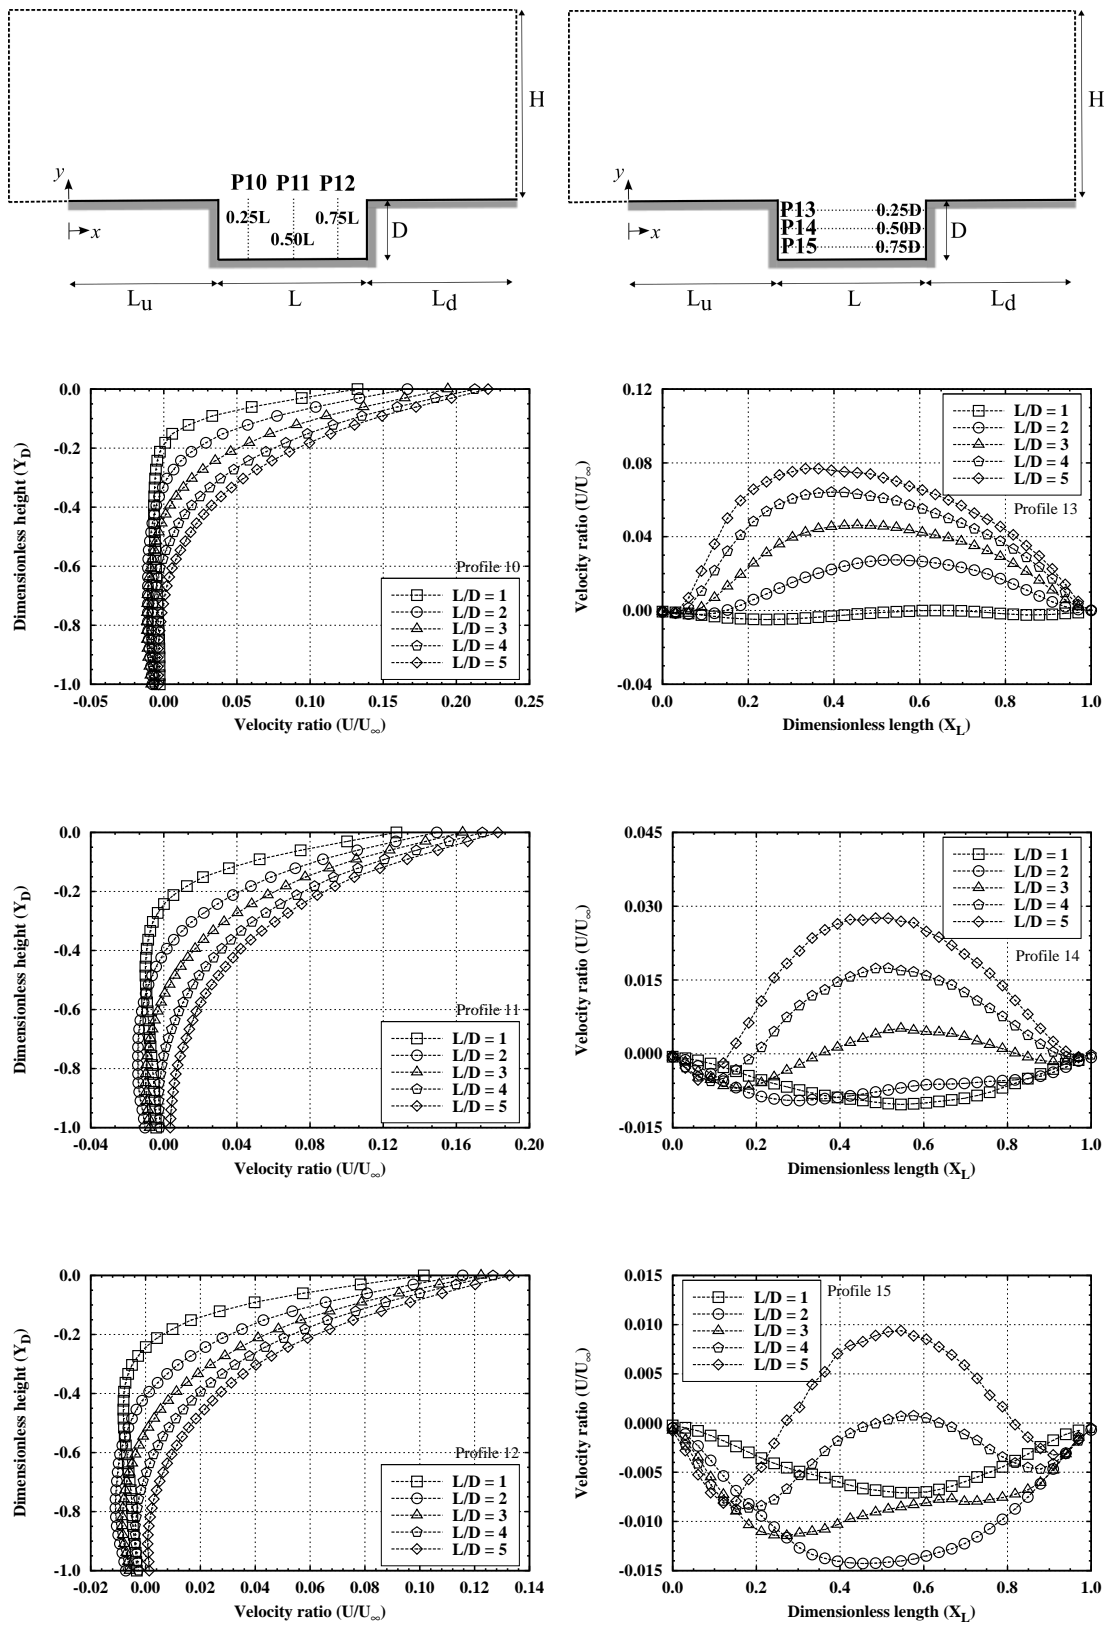 H
y
P10 P11 P12
0.25L
0.75L
0.50L
D
x
Lu
L
Ld
H
y
P13
0.25D
P14
0.50D
P15
0.75D
D
x
Lu
L
Ld
0.0
-0.2
-0.4
-0.6
-0.8
-1.0
Dimensionless height (YD)
Profile 10
L/D = 1
L/D = 2
L/D = 3
L/D = 4
L/D = 5
-0.05 0.00 0.05 0.10 0.15 0.20 0.25
Velocity ratio (U/U∞)
0.12
0.08
0.04
0.00
-0.04
Velocity ratio (U/U∞)
L/D = 1
L/D = 2
L/D = 3
L/D = 4
L/D = 5
Profile 13
0.0 0.2 0.4 0.6 0.8 1.0
Dimensionless length (XL)
0.0
-0.2
-0.4
-0.6
-0.8
-1.0
Dimensionless height (YD)
Profile 11
L/D = 1
L/D = 2
L/D = 3
L/D = 4
L/D = 5
-0.04 0.00 0.04 0.08 0.12 0.16 0.20
Velocity ratio (U/U∞)
0.045
0.030
0.015
0.000
-0.015
Velocity ratio (U/U∞)
L/D = 1
L/D = 2
L/D = 3
L/D = 4
L/D = 5
Profile 14
0.0 0.2 0.4 0.6 0.8 1.0
Dimensionless length (XL)
0.0
-0.2
-0.4
-0.6
-0.8
-1.0
Dimensionless height (YD)
Profile 12
L/D = 1
L/D = 2
L/D = 3
L/D = 4
L/D = 5
-0.02 0.00 0.02 0.04 0.06 0.08 0.10 0.12 0.14
Velocity ratio (U/U∞)
0.015
0.010
0.005
0.000
-0.005
-0.010
-0.015
Velocity ratio (U/U∞)
L/D = 1
L/D = 2
L/D = 3
L/D = 4
L/D = 5
Profile 15
0.0 0.2 0.4 0.6 0.8 1.0
Dimensionless length (XL)